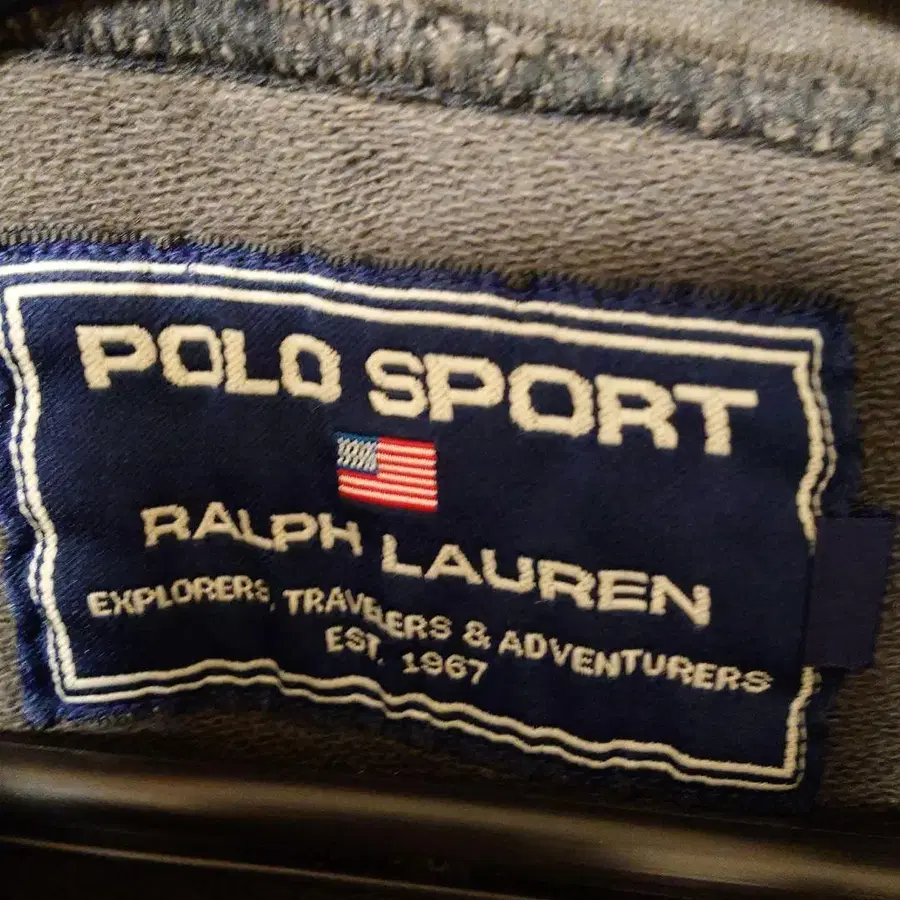 POLO SPORT
RALPH LAUREN
EXPLORERS, TRAVELERS & ADVENTURERS
EST. 1967